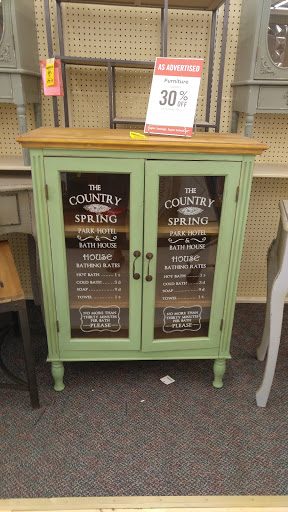 AS ADVERTISED
Furniture
30% OFF
THE
COUNTRY
SPRING
PARK HOTEL
&
BATH HOUSE
HOUSE
BATHING RATES
HOT BATH
COLD BATH
SOAP
TOWEL
NO MORE THAN
THIRTY MINUTES
PER BATH
PLEASE
THE
COUNTRY
SPRING
PARK HOTEL
&
BATH HOUSE
HOUSE
BATHING RATES
HOT BATH
COLD BATH
SOAP
TOWEL
NO MORE THAN
THIRTY MINUTES
PER BATH
PLEASE